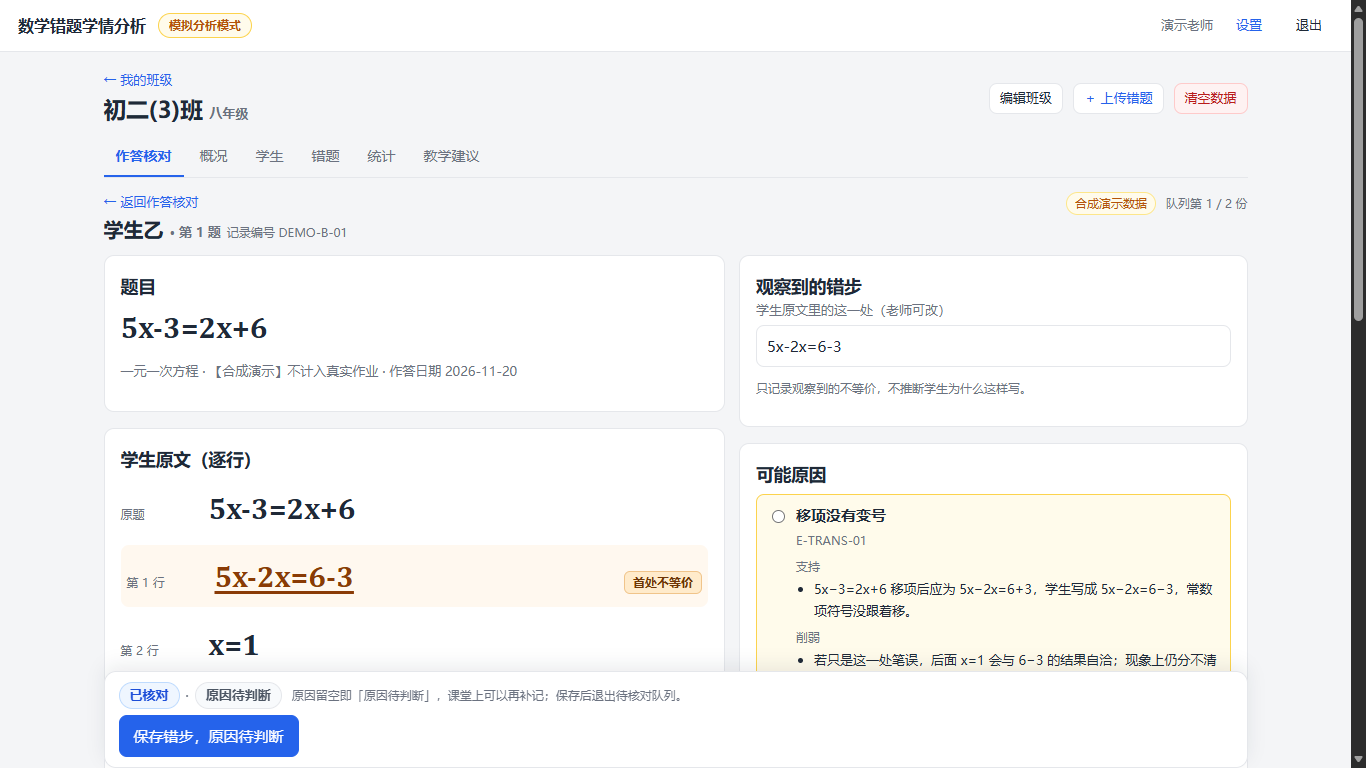 数学错题学情分析 模拟分析模式 演示老师 设置 退出
← 我的班级
初二(3)班 八年级 编辑班级 + 上传错题 清空数据
作答核对 概况 学生 错题 统计 教学建议
← 返回作答核对 合成演示数据 队列第 1 / 2 份
学生乙 • 第 1 题 记录编号 DEMO-B-01
题目
5x-3=2x+6
一元一次方程 · 【合成演示】不计入真实作业 · 作答日期 2026-11-20
学生原文（逐行）
原题 5x-3=2x+6
第 1 行 5x-2x=6-3 首处不等价
第 2 行 x=1
观察到的错步
学生原文里的这一处（老师可改）
5x-2x=6-3
只记录观察到的不等价，不推断学生为什么这样写。
可能原因
移项没有变号
E-TRANS-01
支持
• 5x−3=2x+6 移项后应为 5x−2x=6+3，学生写成 5x−2x=6−3，常数
项符号没跟着移。
削弱
• 若只是这一处笔误，后面 x=1 会与 6−3 的结果自洽；现象上仍分不清
已核对 · 原因待判断 原因留空即「原因待判断」，课堂上可以再补记；保存后退出待核对队列。
保存错步，原因待判断